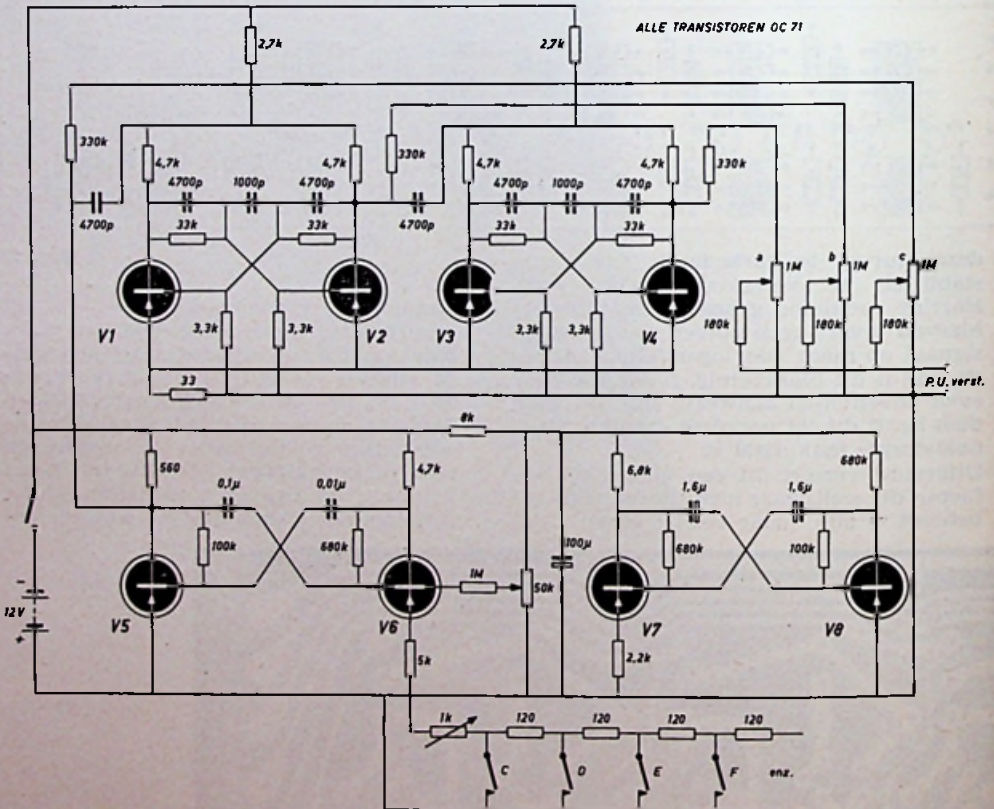 ALLE TRANSISTOREN OC 71
2,7k
2,7k
330k
4,7k
4,7k
330k
4,7k
4,7k
330k
4700p
4700p
1000p
4700p
4700p
4700p
1000p
4700p
33k
33k
33k
33k
a
1M
b
1M
c
1M
V1
3,3k
3,3k
V2
V3
3,3k
3,3k
V4
180k
180k
180k
33
P.U. verst.
8k
560
4,7k
6,8k
680k
0,1µ
0,01µ
1,6µ
1,6µ
100k
680k
100µ
680k
100k
1M
50k
12V
-
+
V5
V6
V7
V8
5k
2,2k
1k
120
120
120
120
C
D
E
F
enz.